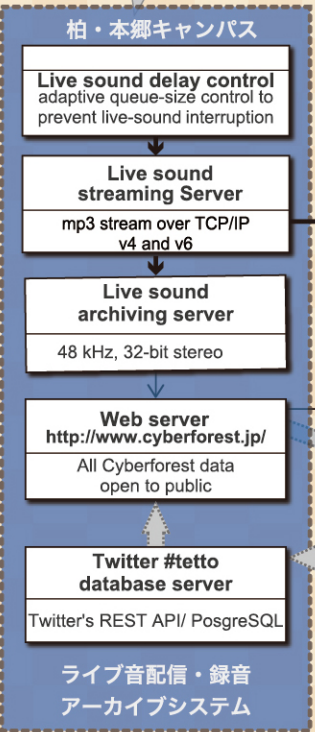 柏・本郷キャンパス
Live sound delay control
adaptive queue-size control to
prevent live-sound interruption
Live sound
streaming Server
mp3 stream over TCP/IP
v4 and v6
Live sound
archiving server
48 kHz, 32-bit stereo
Web server
http://www.cyberforest.jp/
All Cyberforest data
open to public
Twitter #tetto
database server
Twitter's REST API/ PosgreSQL
ライブ音配信・録音
アーカイブシステム